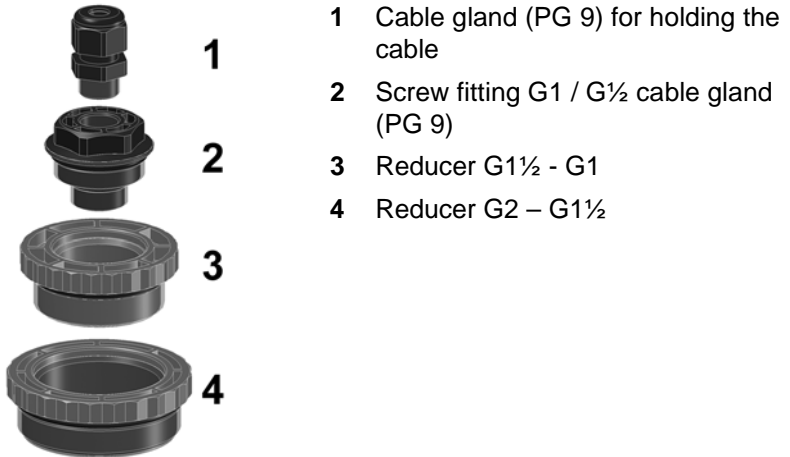 1
2
3
4
1 Cable gland (PG 9) for holding the
cable
2 Screw fitting G1 / G½ cable gland
(PG 9)
3 Reducer G1½ - G1
4 Reducer G2 – G1½